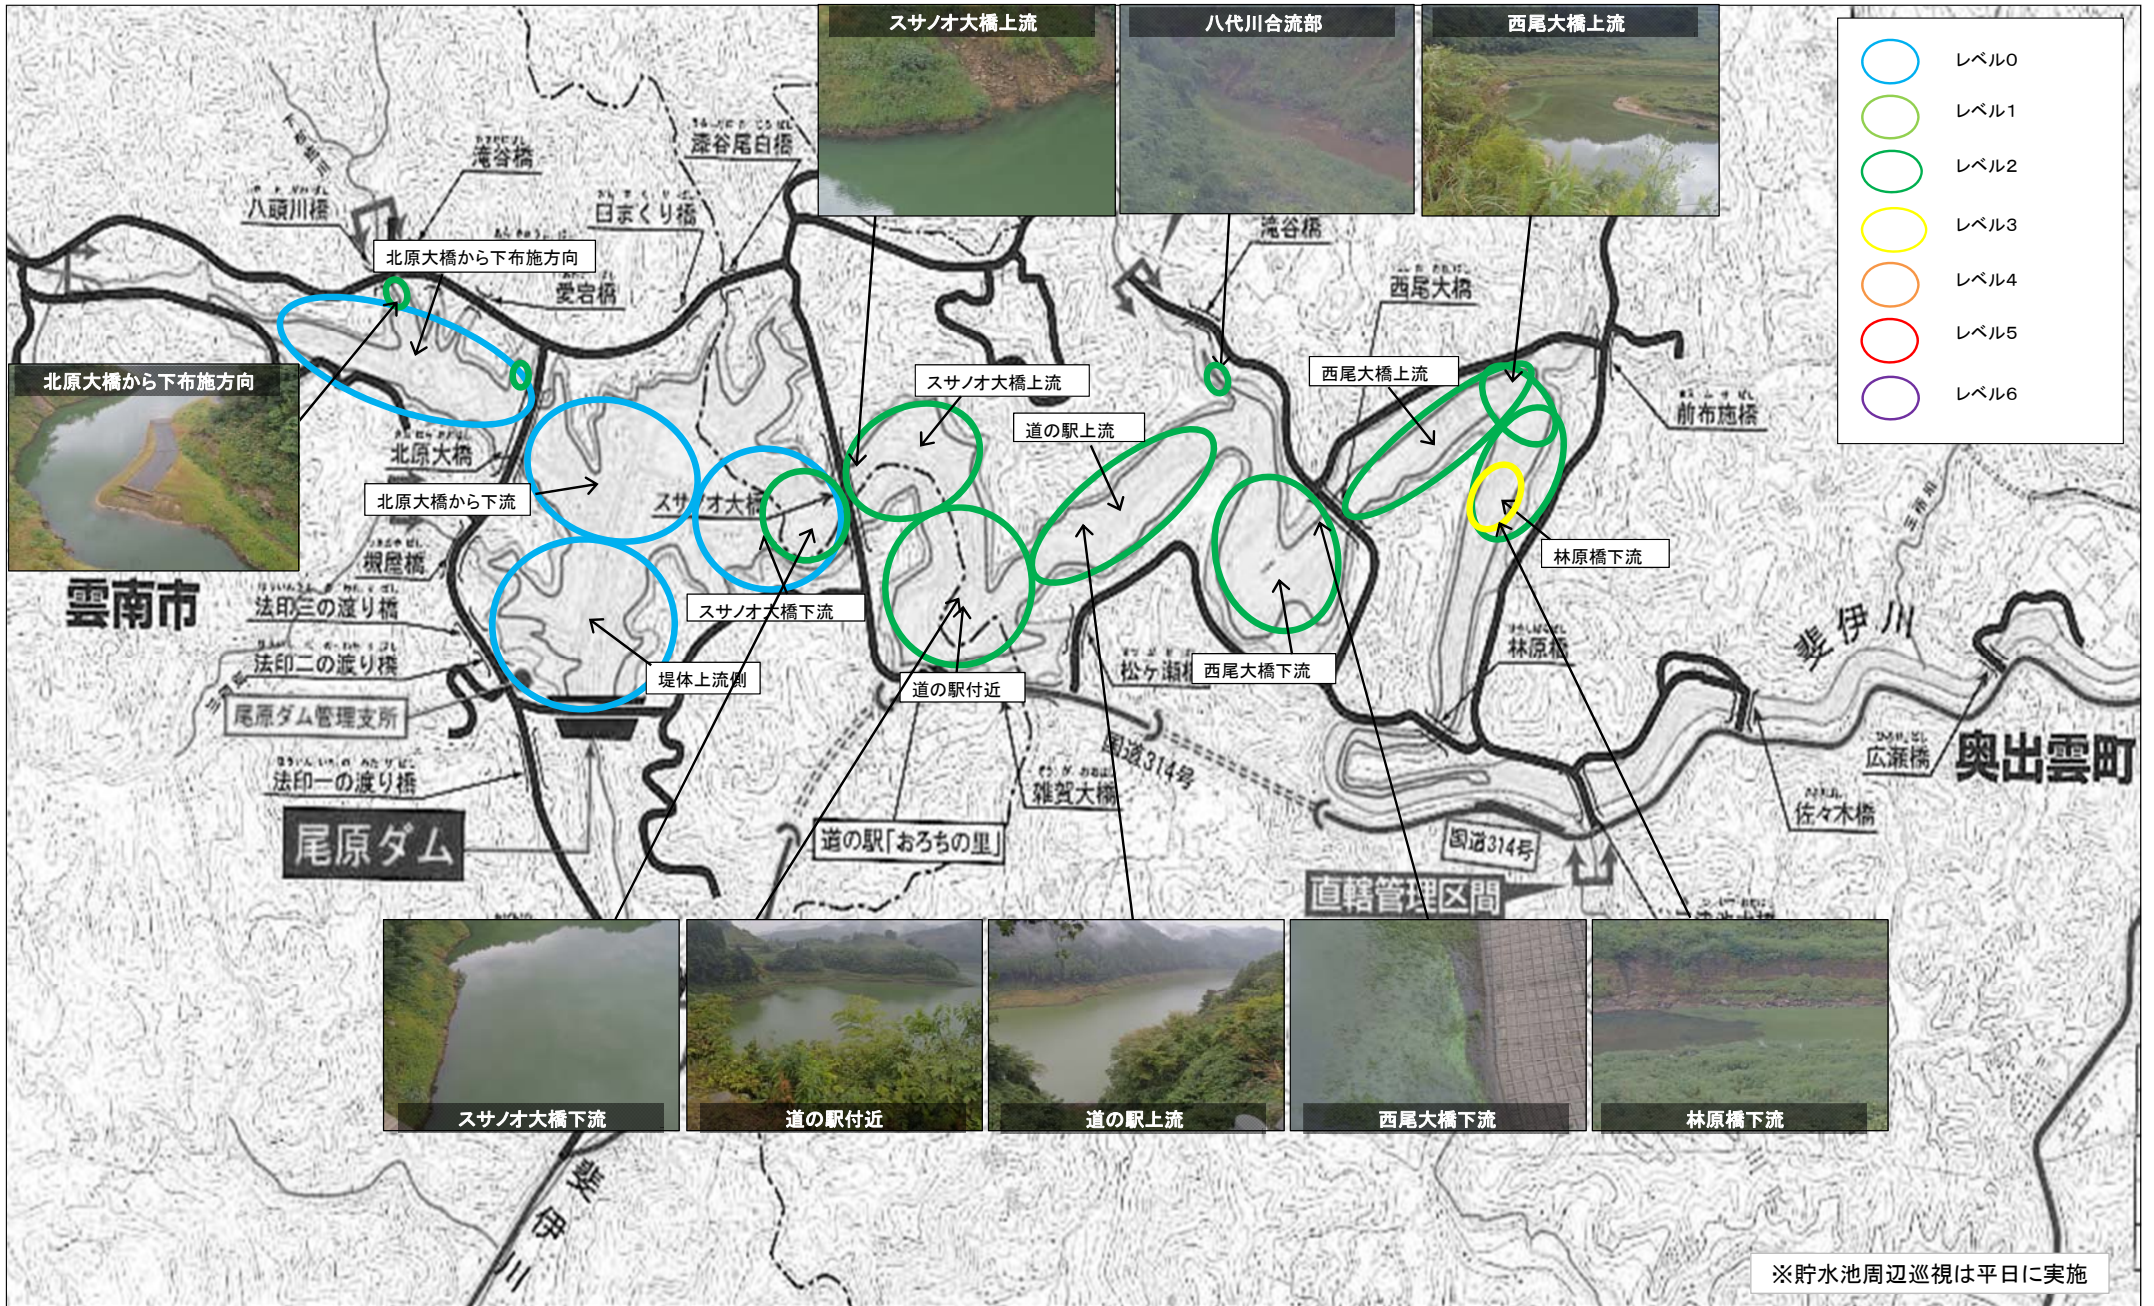 スサノオ大橋上流
八代川合流部
西尾大橋上流
レベル0
レベル1
レベル2
レベル3
レベル4
レベル5
レベル6
滝谷橋
漆谷尾白橋
八頭川橋
日まくり橋
北原大橋から下布施方向
愛宕橋
滝谷橋
西尾大橋
北原大橋から下布施方向
スサノオ大橋上流
西尾大橋上流
道の駅上流
前布施橋
北原大橋
北原大橋から下流
スサノオ大橋
槻屋橋
林原橋下流
雲南市
法印三の渡り橋
スサノオ大橋下流
斐伊川
法印二の渡り橋
林原橋
堤体上流側
松ヶ瀬橋
西尾大橋下流
道の駅付近
尾原ダム管理支所
国道314号
広瀬橋
奥出雲町
法印一の渡り橋
雑賀大橋
佐々木橋
尾原ダム
道の駅「おろちの里」
国道314号
直轄管理区間
スサノオ大橋下流
道の駅付近
道の駅上流
西尾大橋下流
林原橋下流
斐伊川
※貯水池周辺巡視は平日に実施